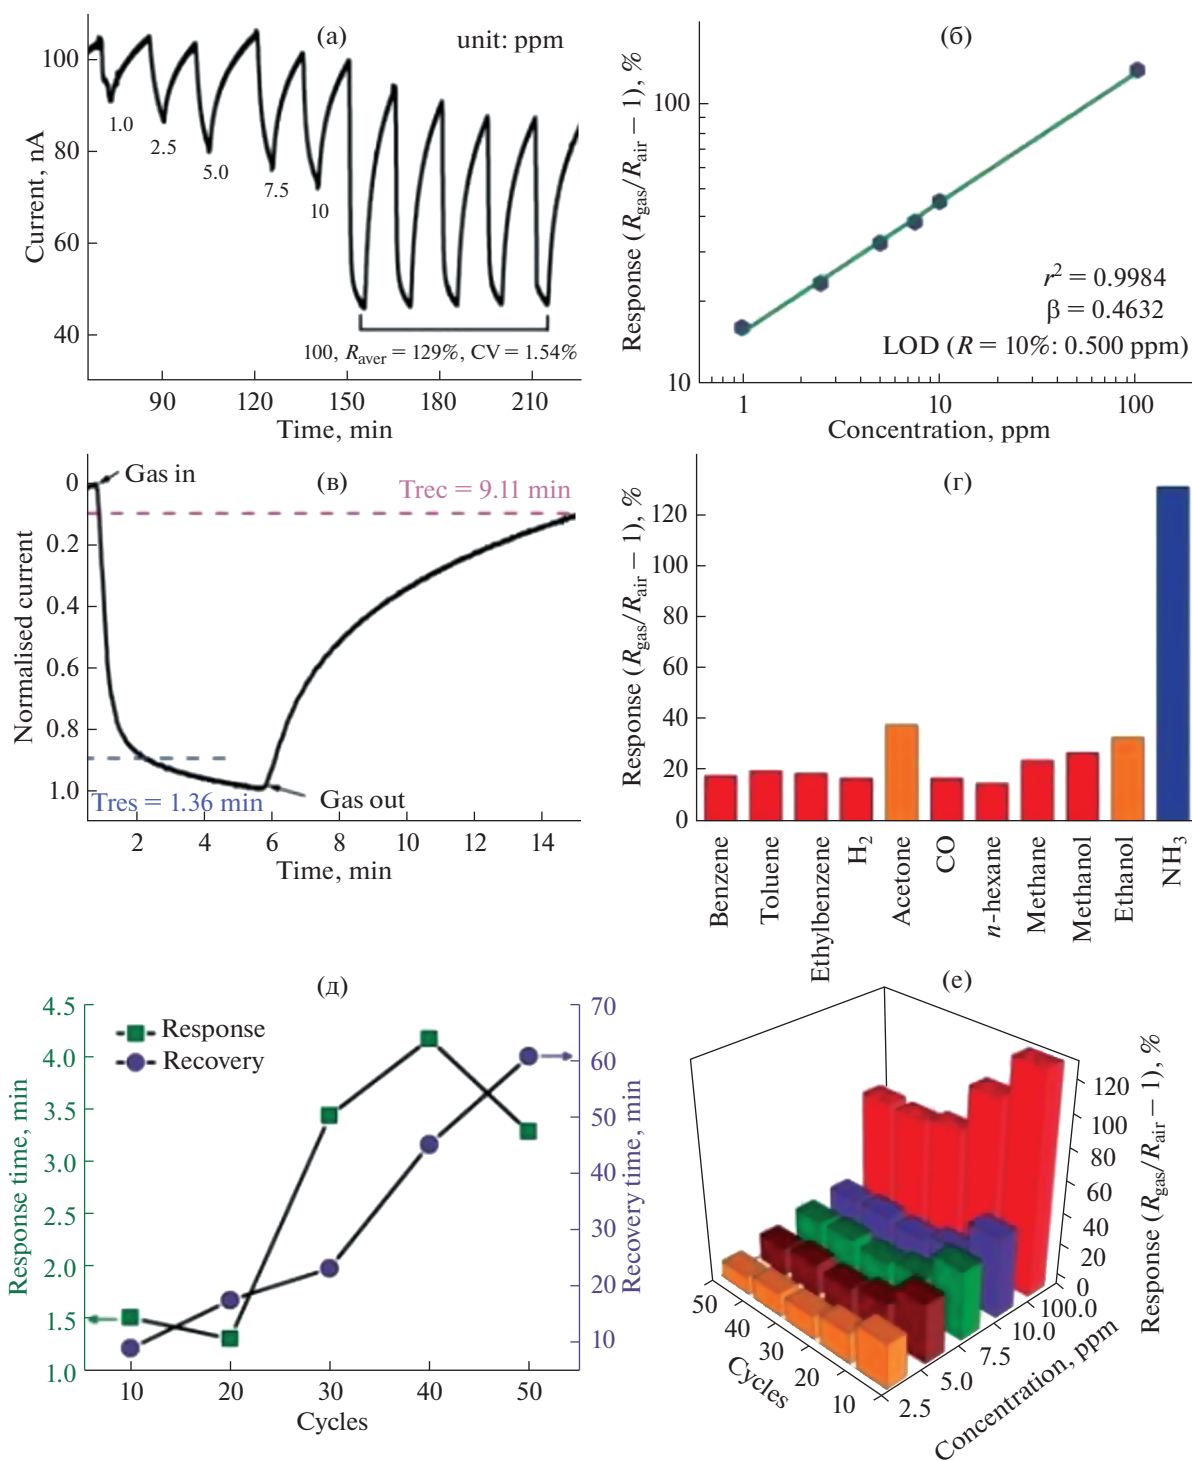 (а)
unit: ppm
100
80
60
40
Current, nA
1.0
2.5
5.0
7.5
10
100, Raver = 129%, CV = 1.54%
90
120
150
180
210
Time, min
(б)
Response (Rgas/Rair − 1), %
100
10
r² = 0.9984
β = 0.4632
LOD (R = 10%: 0.500 ppm)
1
10
100
Concentration, ppm
(в)
Gas in
Trec = 9.11 min
0
0.2
0.4
0.6
0.8
1.0
Normalised current
Tres = 1.36 min
Gas out
2
4
6
8
10
12
14
Time, min
(г)
Response (Rgas/Rair − 1), %
120
100
80
60
40
20
0
Benzene
Toluene
Ethylbenzene
H₂
Acetone
CO
n-hexane
Methane
Methanol
Ethanol
NH₃
(д)
Response
Recovery
4.5
4.0
3.5
3.0
2.5
2.0
1.5
1.0
Response time, min
70
60
50
40
30
20
10
Recovery time, min
10
20
30
40
50
Cycles
(е)
120
100
80
60
40
20
0
Response (Rgas/Rair − 1), %
50
40
30
20
10
Cycles
2.5
5.0
7.5
10.0
100.0
Concentration, ppm